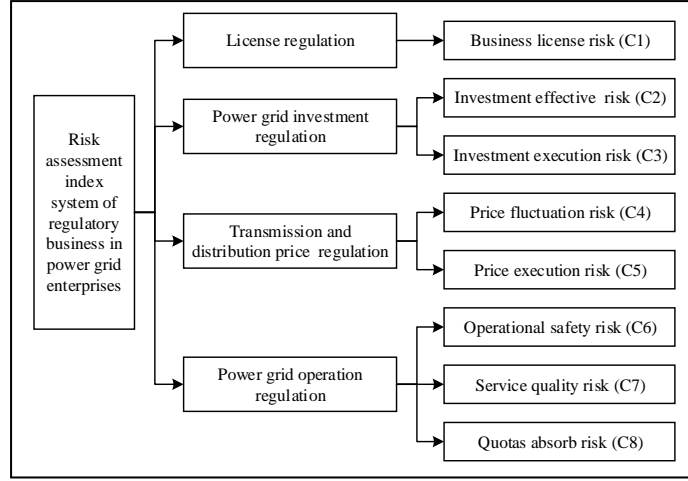 Risk
assessment
index
system of
regulatory
business in
power grid
enterprises
License regulation
Business license risk (C1)
Power grid investment
regulation
Investment effective risk (C2)
Investment execution risk (C3)
Transmission and
distribution price regulation
Price fluctuation risk (C4)
Price execution risk (C5)
Power grid operation
regulation
Operational safety risk (C6)
Service quality risk (C7)
Quotas absorb risk (C8)